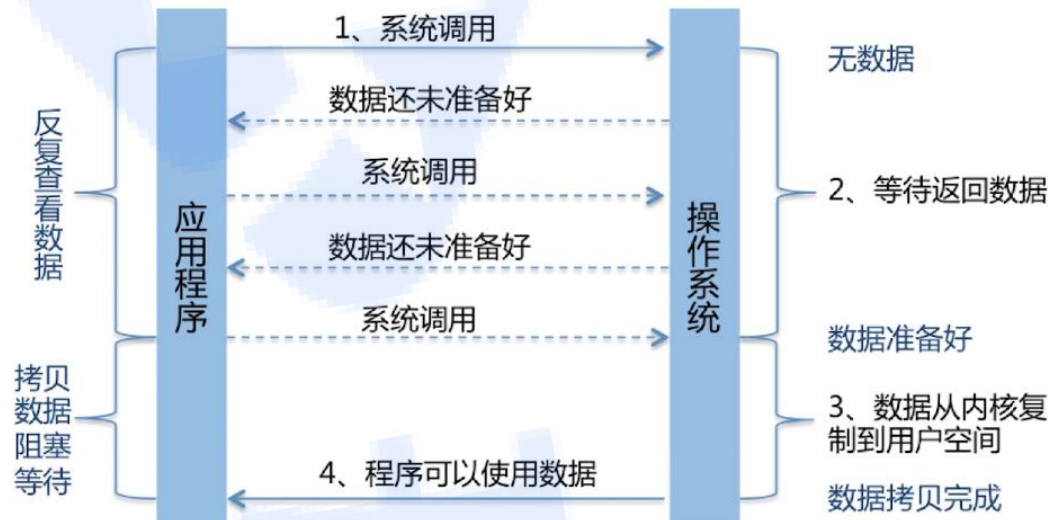 1、系统调用
无数据
数据还未准备好
反复查看数据
系统调用
2、等待返回数据
应用程序
操作系统
数据还未准备好
系统调用
数据准备好
拷贝
数据
阻塞
等待
3、数据从内核复
制到用户空间
4、程序可以使用数据
数据拷贝完成